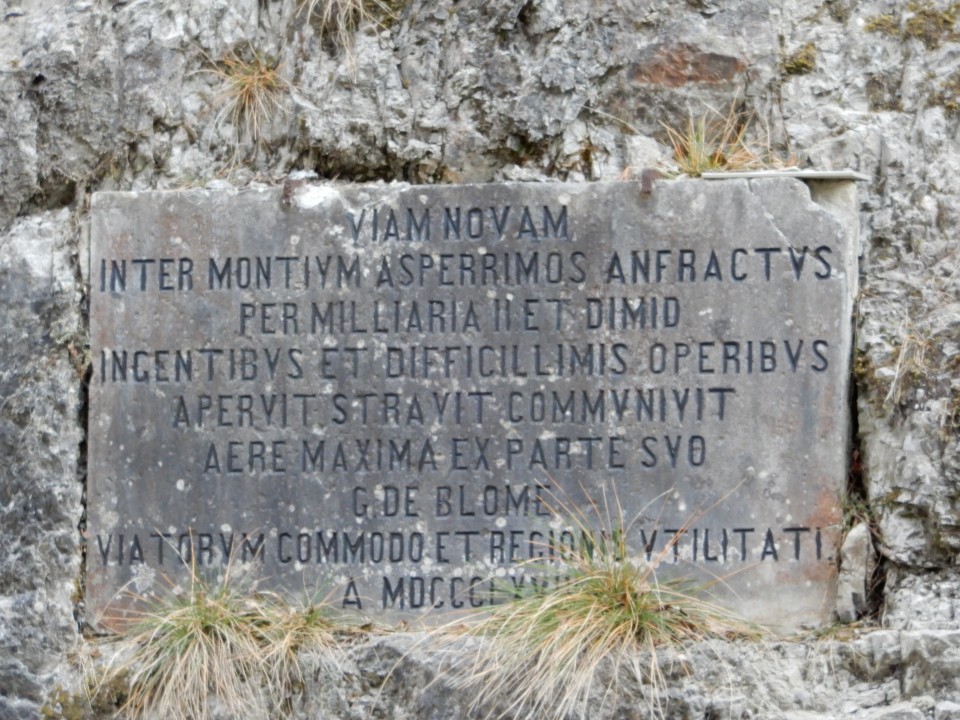 VIAM NOVAM
INTER MONTIVM ASPERRIMOS ANFRACTVS
PER MILLIARIA II ET DIMID
INGENTIBVS ET DIFFICILLIMIS OPERIBVS
APERVIT STRAVIT COMMVNIVIT
AERE MAXIMA EX PARTE SVO
G. DE BLOME
VIATORVM COMMODO ET REGIONIS VTILITATI
A